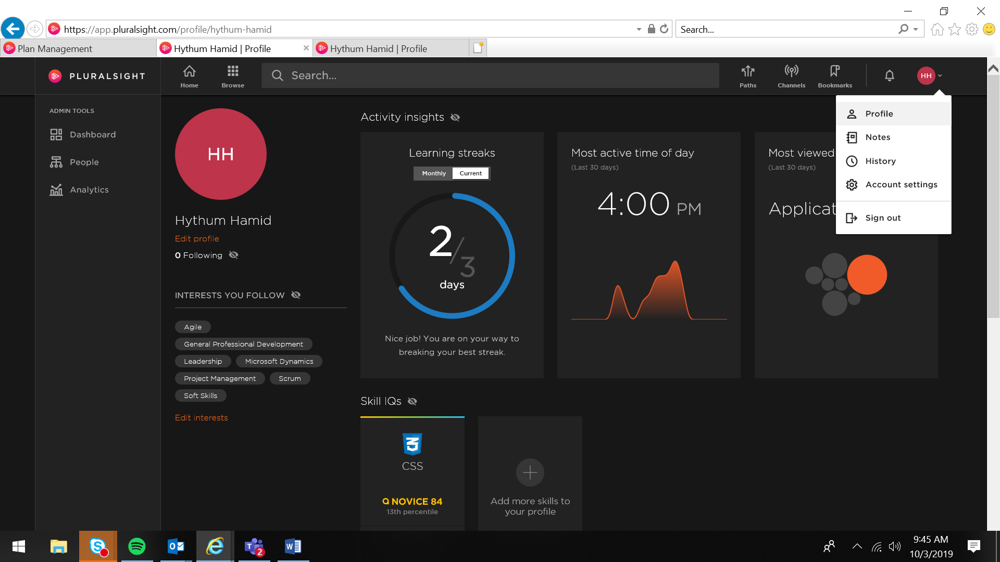 https://app.pluralsight.com/profile/hythum-hamid
Search...
Plan Management
Hythum Hamid | Profile
Hythum Hamid | Profile
PLURALSIGHT
Home
Browse
Search...
Paths
Channels
Bookmarks
HH
Profile
Notes
History
Account settings
Sign out
ADMIN TOOLS
Dashboard
People
Analytics
HH
Hythum Hamid
Edit profile
0 Following
INTERESTS YOU FOLLOW
Agile
General Professional Development
Leadership
Microsoft Dynamics
Project Management
Scrum
Soft Skills
Edit interests
Activity insights
Learning streaks
Monthly
Current
2/3
days
Nice job! You are on your way to
breaking your best streak.
Most active time of day
(Last 30 days)
4:00 PM
Most viewed
(Last 30 days)
Applicat
Skill IQs
CSS
NOVICE 84
13th percentile
Add more skills to
your profile
2
9:45 AM
10/3/2019